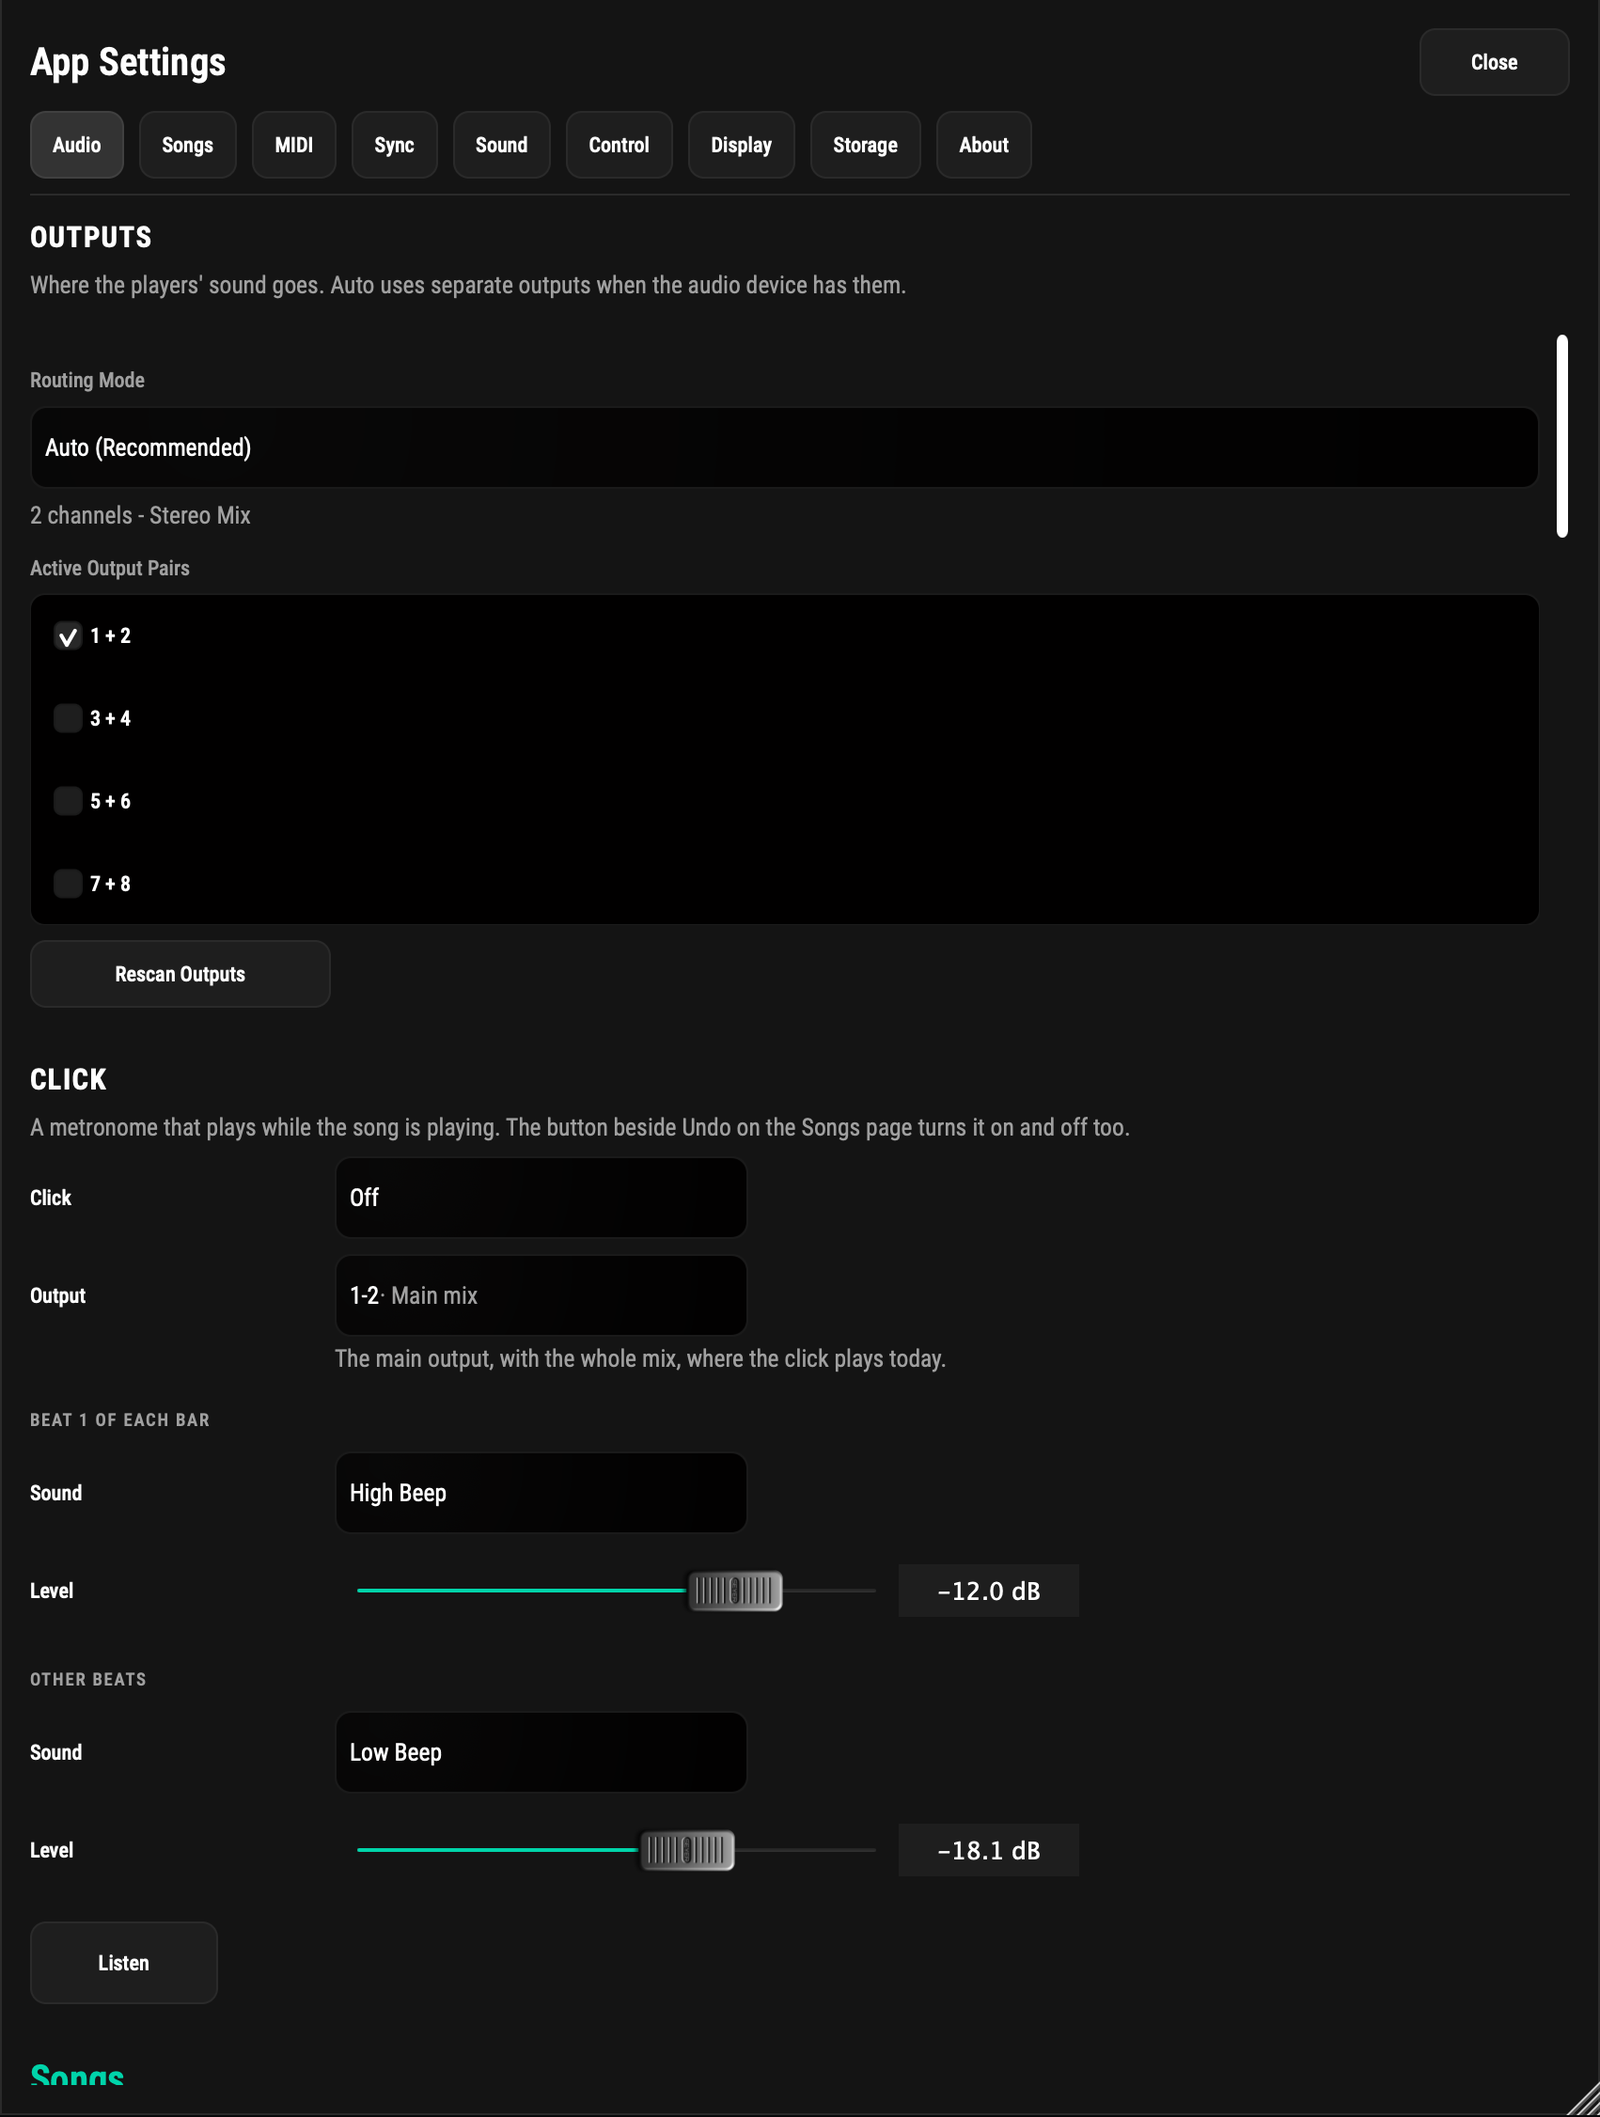 App Settings
Close
Audio
Songs
MIDI
Sync
Sound
Control
Display
Storage
About
OUTPUTS
Where the players' sound goes. Auto uses separate outputs when the audio device has them.
Routing Mode
Auto (Recommended)
2 channels - Stereo Mix
Active Output Pairs
1 + 2
3 + 4
5 + 6
7 + 8
Rescan Outputs
CLICK
A metronome that plays while the song is playing. The button beside Undo on the Songs page turns it on and off too.
Click
Off
Output
1-2· Main mix
The main output, with the whole mix, where the click plays today.
BEAT 1 OF EACH BAR
Sound
High Beep
Level
−12.0 dB
OTHER BEATS
Sound
Low Beep
Level
−18.1 dB
Listen
Songs